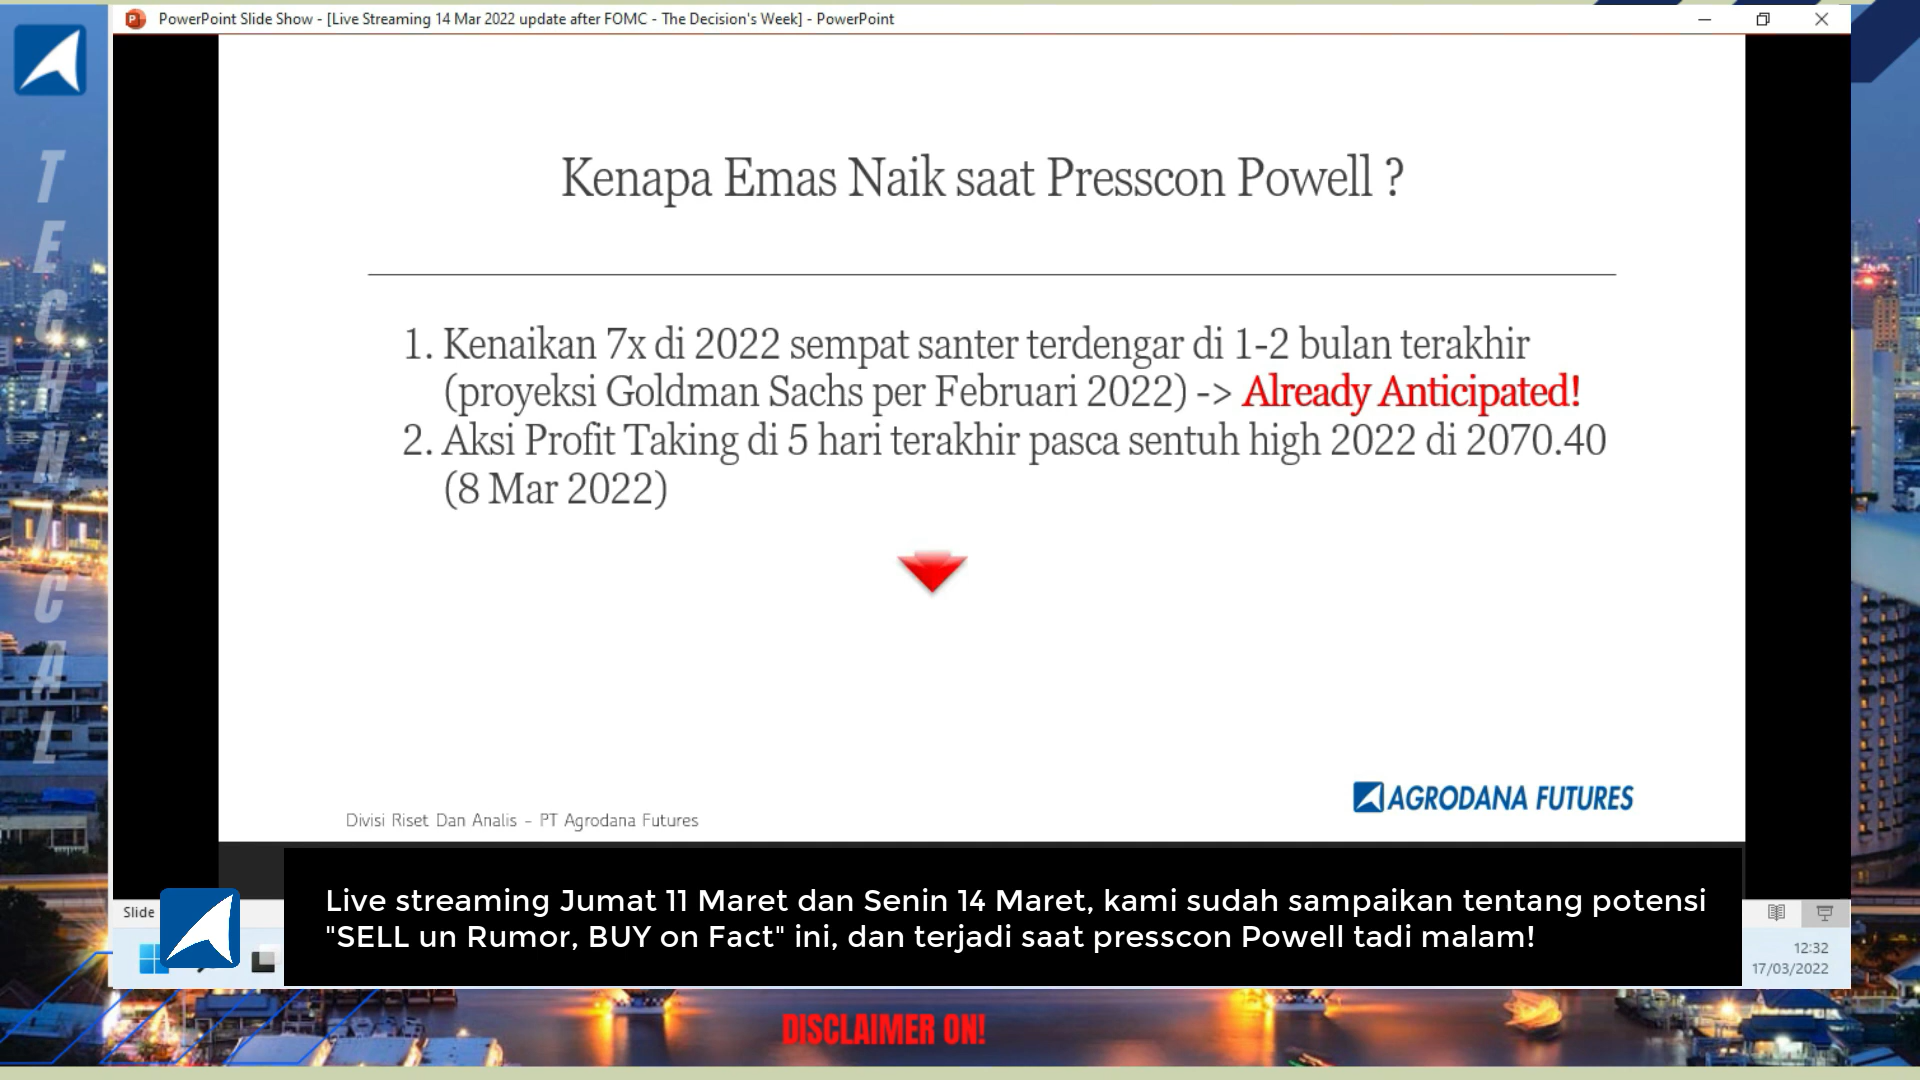 PowerPoint Slide Show - [Live Streaming 14 Mar 2022 update after FOMC - The Decision's Week] - PowerPoint
TECHNICAL
Kenapa Emas Naik saat Presscon Powell ?
1. Kenaikan 7x di 2022 sempat santer terdengar di 1-2 bulan terakhir
(proyeksi Goldman Sachs per Februari 2022) -> Already Anticipated!
2. Aksi Profit Taking di 5 hari terakhir pasca sentuh high 2022 di 2070.40
(8 Mar 2022)
AGRODANA FUTURES
Divisi Riset Dan Analis - PT Agrodana Futures
Slide
Live streaming Jumat 11 Maret dan Senin 14 Maret, kami sudah sampaikan tentang potensi
"SELL un Rumor, BUY on Fact" ini, dan terjadi saat presscon Powell tadi malam!
12:32
17/03/2022
DISCLAIMER ON!